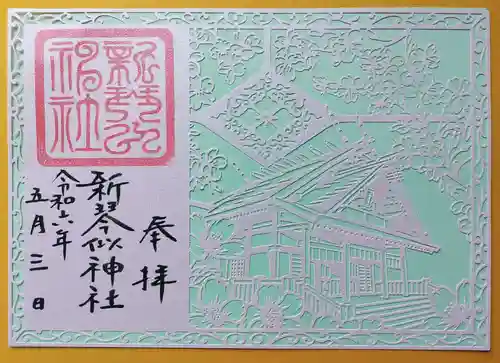 奉拝
新琴似神社
令和六年
五月三日
新琴似
神社